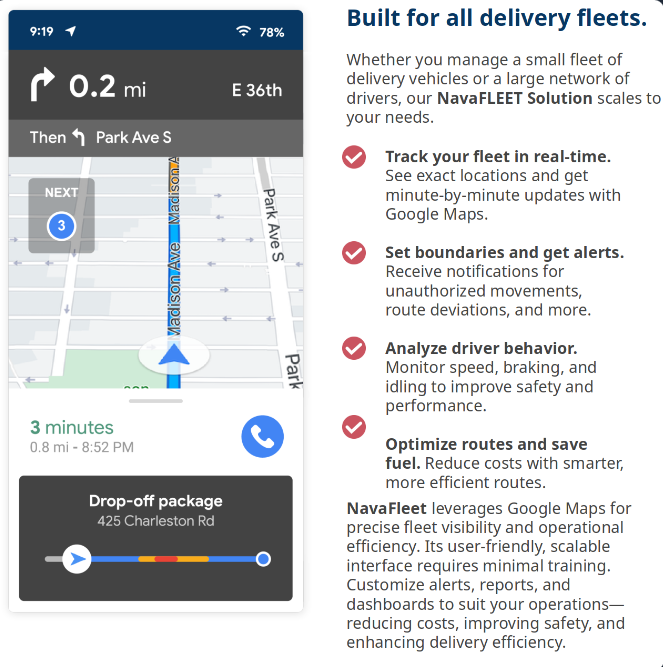 9:19
78%
0.2 mi
E 36th
Then
Park Ave S
NEXT
3
Madison A
Madison Ave
Park Ave S
Park
3 minutes
0.8 mi - 8:52 PM
Drop-off package
425 Charleston Rd
Built for all delivery fleets.
Whether you manage a small fleet of
delivery vehicles or a large network of
drivers, our NavaFLEET Solution scales to
your needs.
Track your fleet in real-time.
See exact locations and get
minute-by-minute updates with
Google Maps.
Set boundaries and get alerts.
Receive notifications for
unauthorized movements,
route deviations, and more.
Analyze driver behavior.
Monitor speed, braking, and
idling to improve safety and
performance.
Optimize routes and save
fuel. Reduce costs with smarter,
more efficient routes.
NavaFleet leverages Google Maps for
precise fleet visibility and operational
efficiency. Its user-friendly, scalable
interface requires minimal training.
Customize alerts, reports, and
dashboards to suit your operations—
reducing costs, improving safety, and
enhancing delivery efficiency.